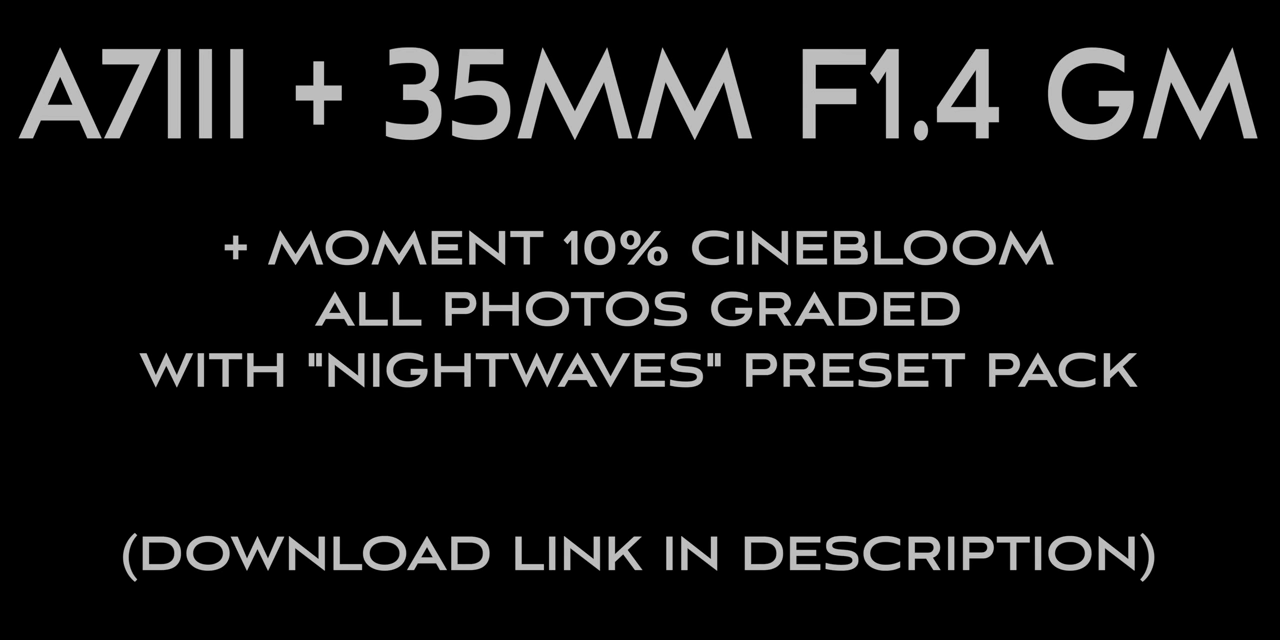 A7III + 35MM F1.4 GM
+ MOMENT 10% CINEBLOOM
ALL PHOTOS GRADED
WITH "NIGHTWAVES" PRESET PACK
(DOWNLOAD LINK IN DESCRIPTION)